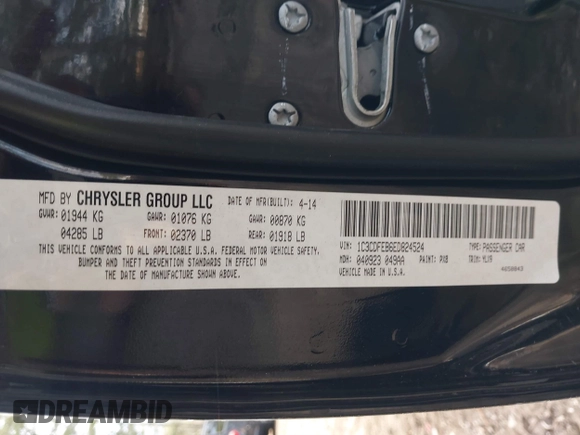 MFD BY CHRYSLER GROUP LLC DATE OF MFR(BUILT): 4-14
GVWR: 01944 KG GAWR: 01076 KG GAWR: 00870 KG
04285 LB FRONT: 02370 LB REAR: 01918 LB
THIS VEHICLE CONFORMS TO ALL APPLICABLE U.S.A. FEDERAL MOTOR VEHICLE SAFETY,
BUMPER AND THEFT PREVENTION STANDARDS IN EFFECT ON
THE DATE OF MANUFACTURE SHOWN ABOVE.
VIN: 1C3CDFEB6ED824524 TYPE: PASSENGER CAR
MDH: 040923 049AA PAINT: PX8 TRIM: MLX9
MADE IN U.S.A.
DREAMBID